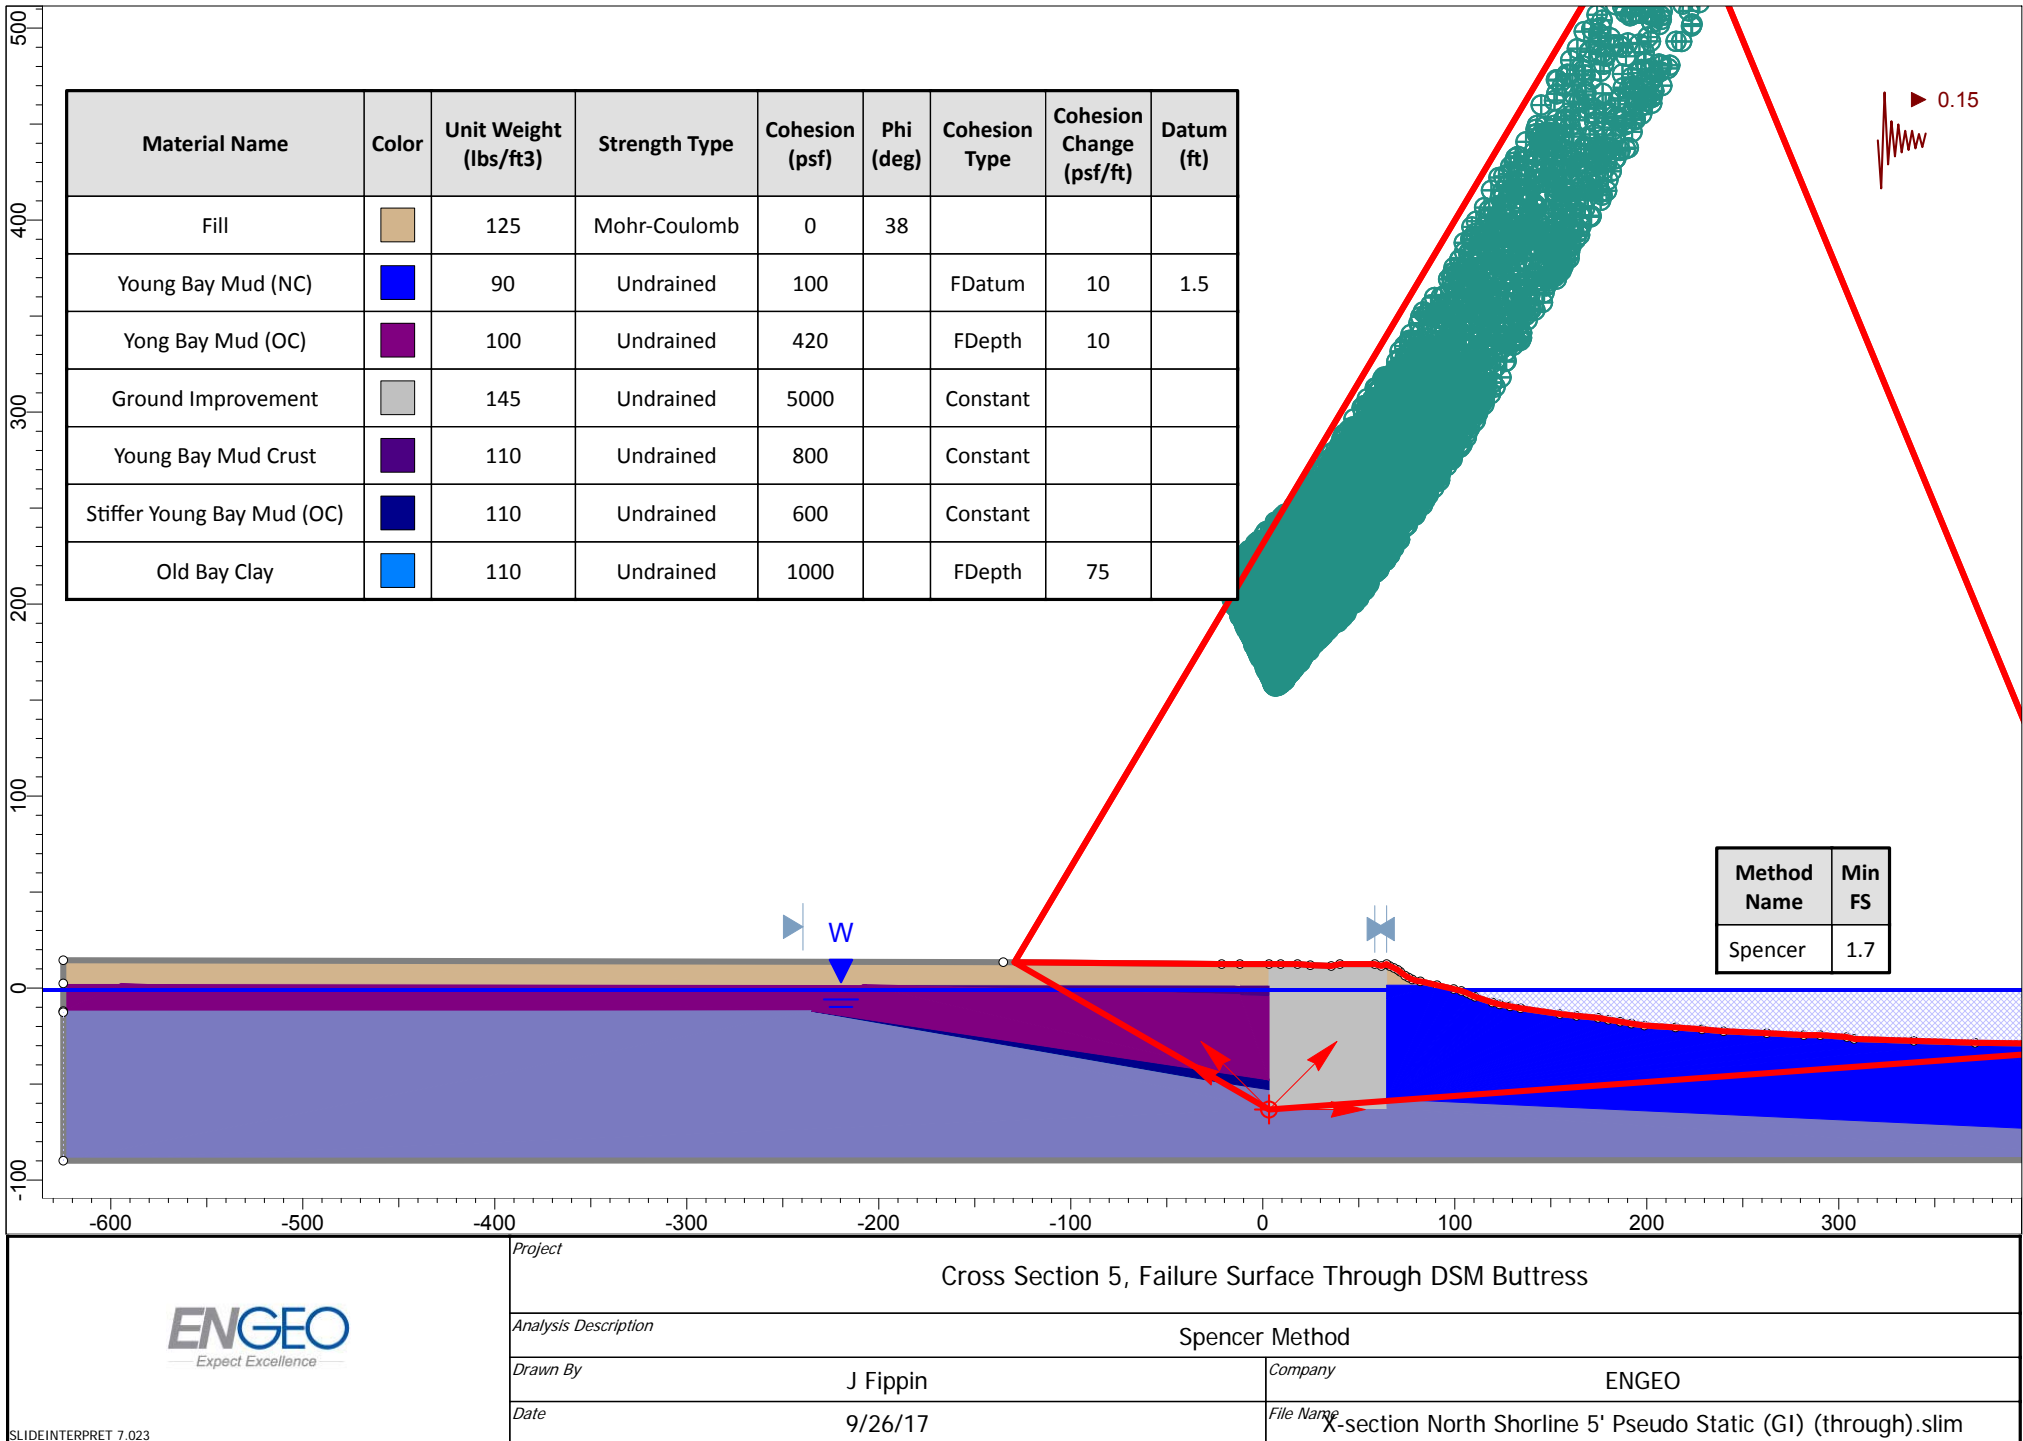 500
400
300
200
100
0
-100
Material Name Color Unit Weight (lbs/ft3) Strength Type Cohesion (psf) Phi (deg) Cohesion Type Cohesion Change (psf/ft) Datum (ft)
Fill 125 Mohr-Coulomb 0 38
Young Bay Mud (NC) 90 Undrained 100 FDatum 10 1.5
Yong Bay Mud (OC) 100 Undrained 420 FDepth 10
Ground Improvement 145 Undrained 5000 Constant
Young Bay Mud Crust 110 Undrained 800 Constant
Stiffer Young Bay Mud (OC) 110 Undrained 600 Constant
Old Bay Clay 110 Undrained 1000 FDepth 75
0.15
Method Name Min FS
Spencer 1.7
W
-600 -500 -400 -300 -200 -100 0 100 200 300
ENGEO
Expect Excellence
SLIDEINTERPRET 7.023
Project
Cross Section 5, Failure Surface Through DSM Buttress
Analysis Description
Spencer Method
Drawn By
J Fippin
Company
ENGEO
Date
9/26/17
File Name
X-section North Shorline 5' Pseudo Static (GI) (through).slim